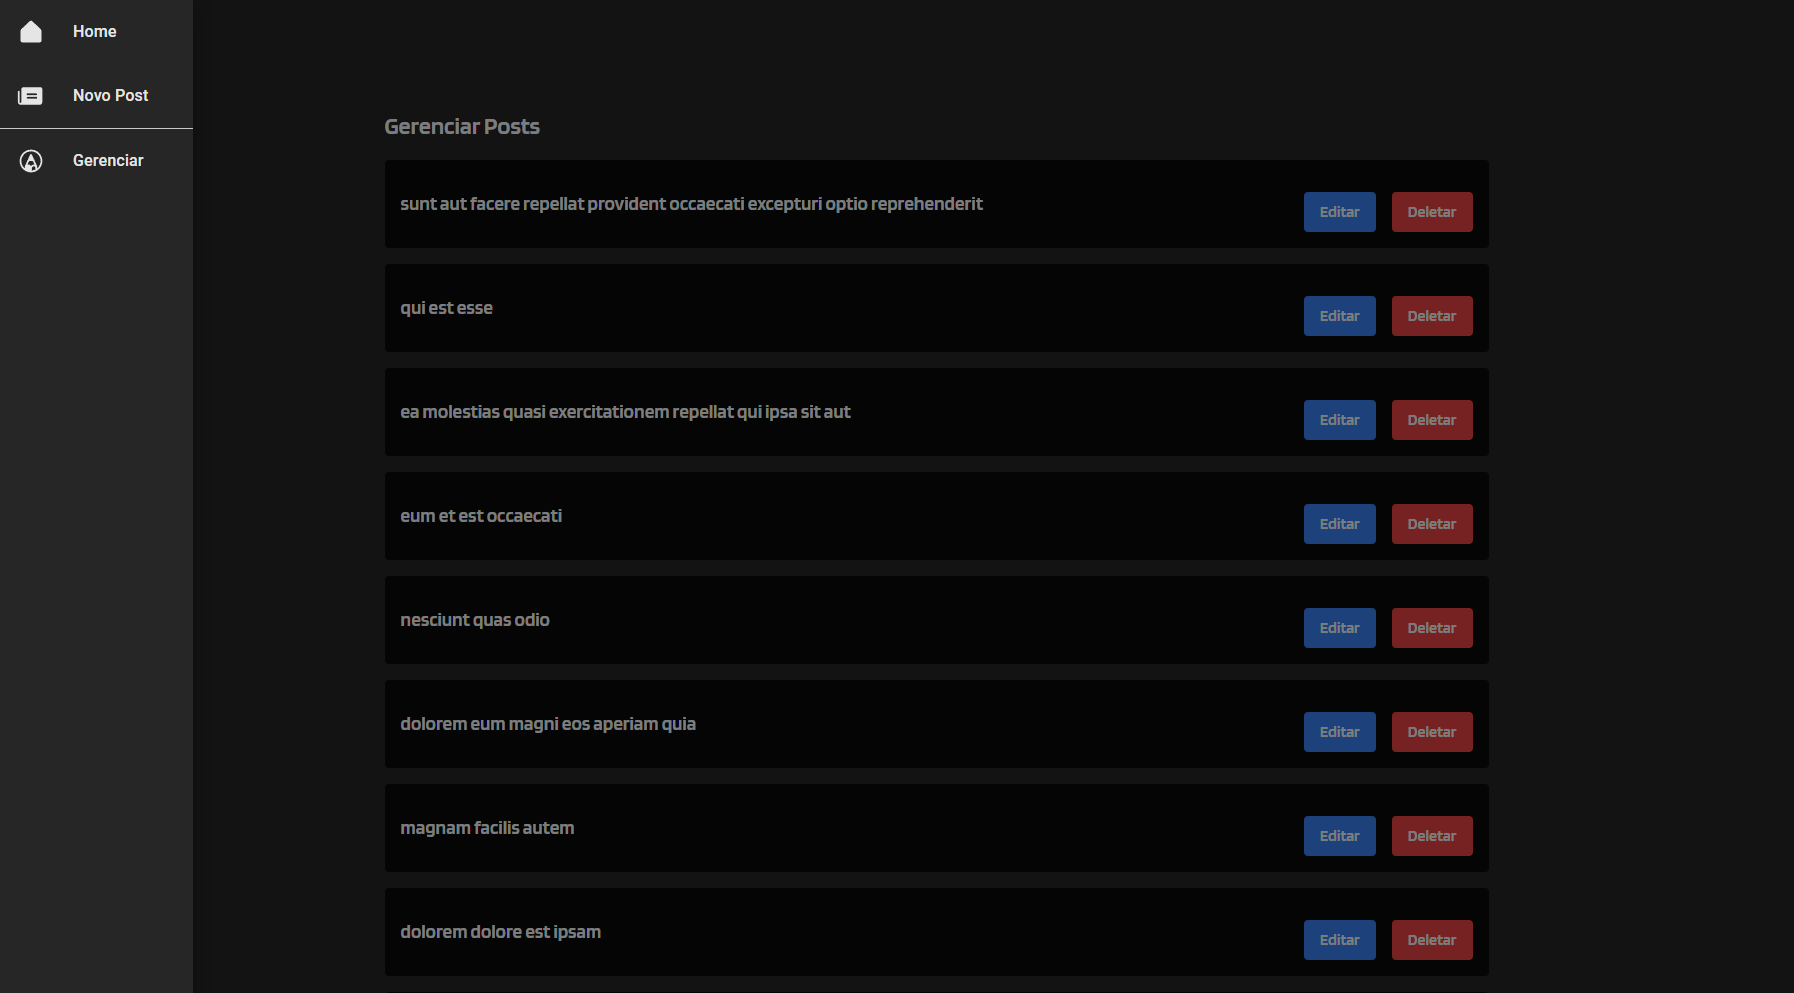 Home
Novo Post
Gerenciar
Gerenciar Posts
sunt aut facere repellat provident occaecati excepturi optio reprehenderit
Editar
Deletar
qui est esse
Editar
Deletar
ea molestias quasi exercitationem repellat qui ipsa sit aut
Editar
Deletar
eum et est occaecati
Editar
Deletar
nesciunt quas odio
Editar
Deletar
dolorem eum magni eos aperiam quia
Editar
Deletar
magnam facilis autem
Editar
Deletar
dolorem dolore est ipsam
Editar
Deletar